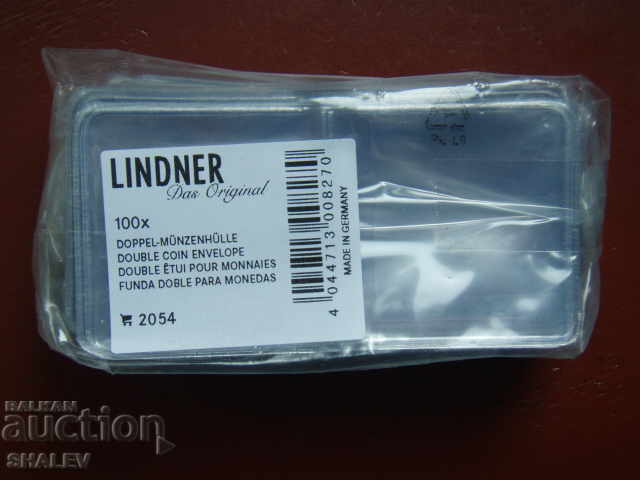 LINDNER
Das Original
100x
DOPPEL-MÜNZENHÜLLE
DOUBLE COIN ENVELOPE
DOUBLE ÉTUI POUR MONNAIES
FUNDA DOBLE PARA MONEDAS
2054
4 044713 008270
MADE IN GERMANY
BALKAN
auction
SHALEV